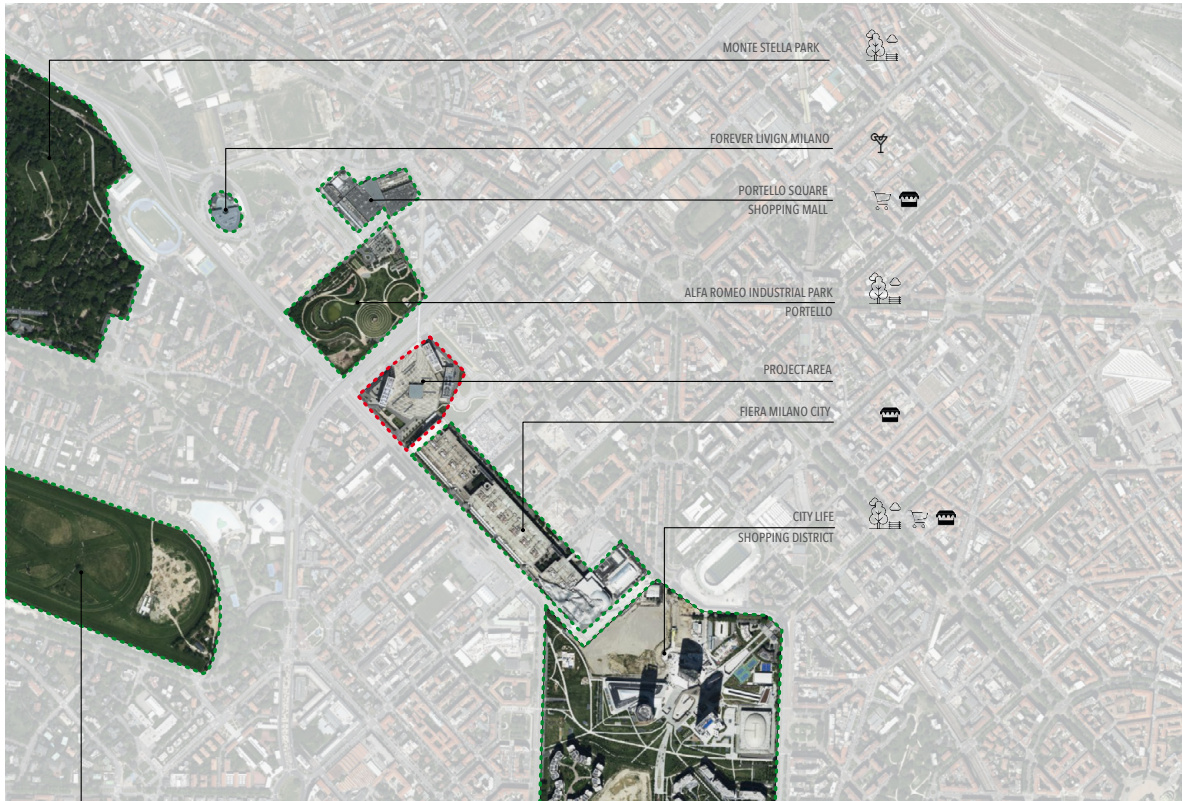 MONTE STELLA PARK
FOREVER LIVIGN MILANO
PORTELLO SQUARE
SHOPPING MALL
ALFA ROMEO INDUSTRIAL PARK
PORTELLO
PROJECT AREA
FIERA MILANO CITY
CITY LIFE
SHOPPING DISTRICT